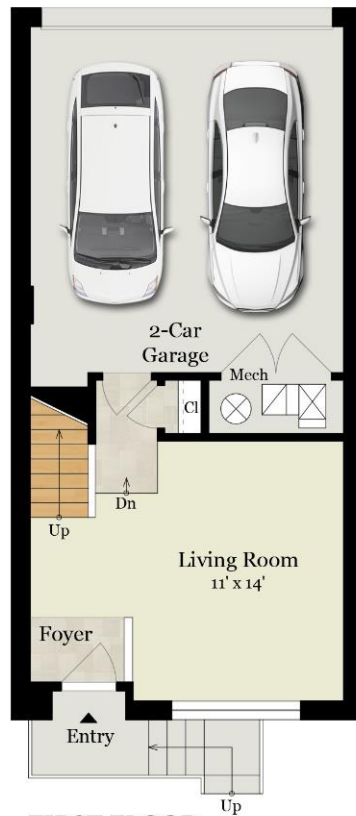 2-Car
Garage
Mech
Cl
Dn
Up
Living Room
11' x 14'
Foyer
Entry
Up